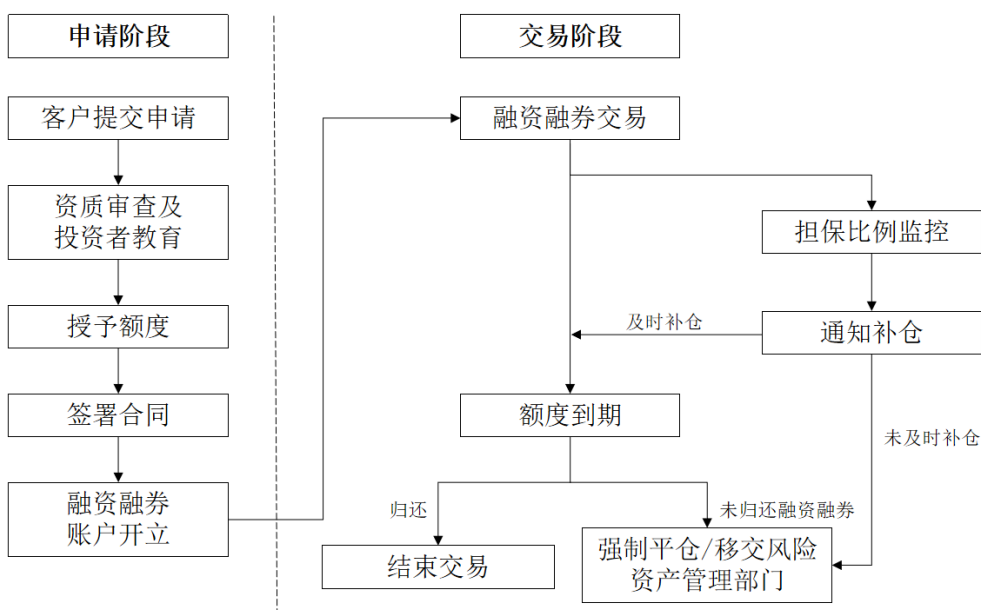 申请阶段
客户提交申请
资质审查及
投资者教育
授予额度
签署合同
融资融券
账户开立
交易阶段
融资融券交易
担保比例监控
通知补仓
及时补仓
未及时补仓
额度到期
归还
未归还融资融券
结束交易
强制平仓/移交风险
资产管理部门